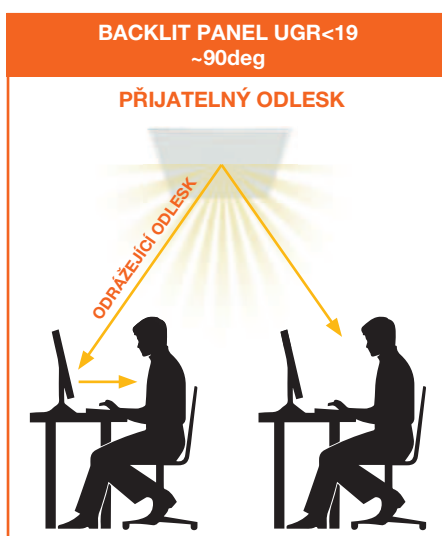 BACKLIT PANEL UGR<19
~90deg
PŘIJATELNÝ ODLESK
ODRÁŽEJÍCÍ ODLESK